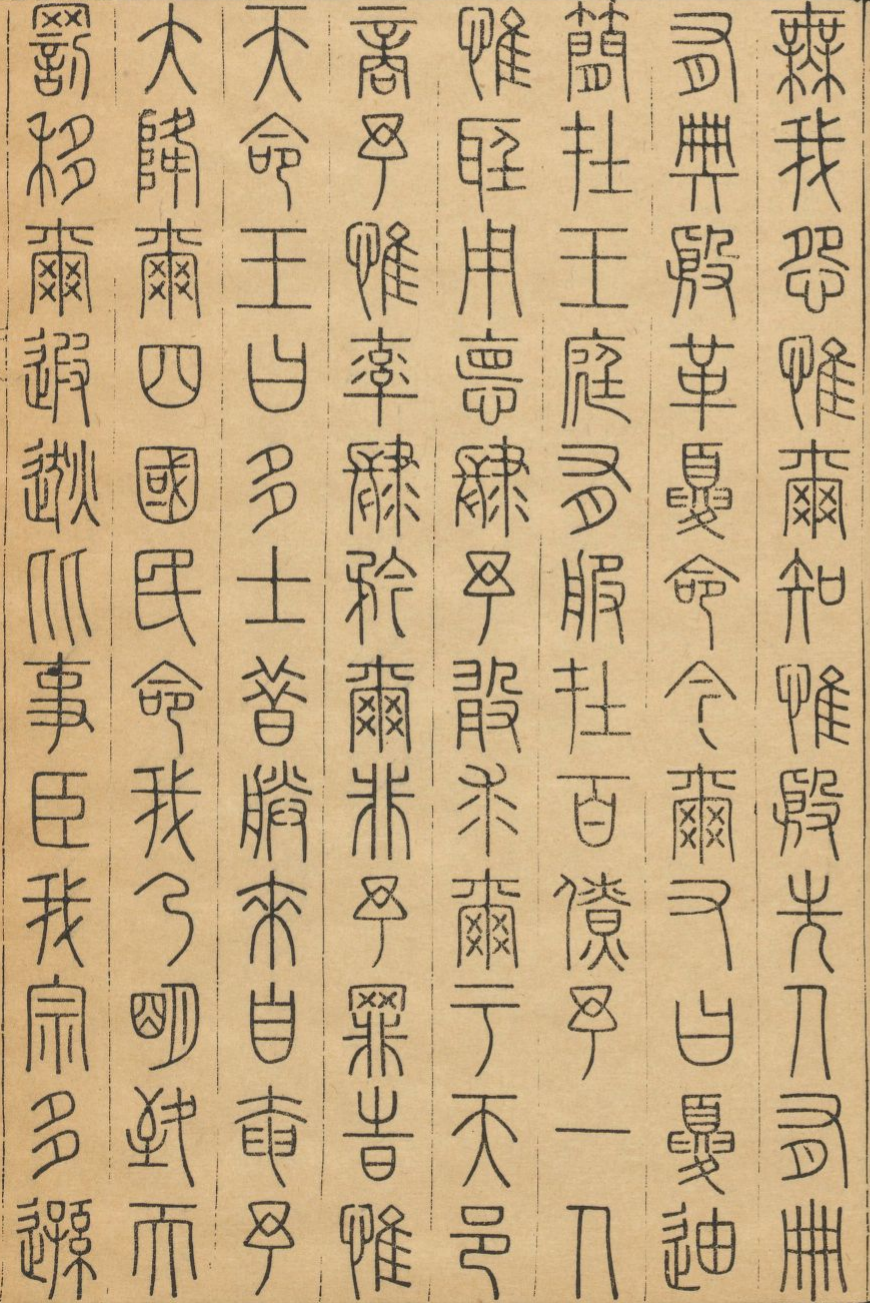 無我怨惟爾知惟殷先人有冊
有典殷革夏命今爾又曰夏迪
簡在王庭有服在百僚予一人
惟聽用悳肆予敢求爾于天邑
商予惟率肆矜爾非予罪旹惟
天命王曰多士昔朕來自奄予
大降爾四國民命我乃明致天
罰移爾遐逖比事臣我宗多遜